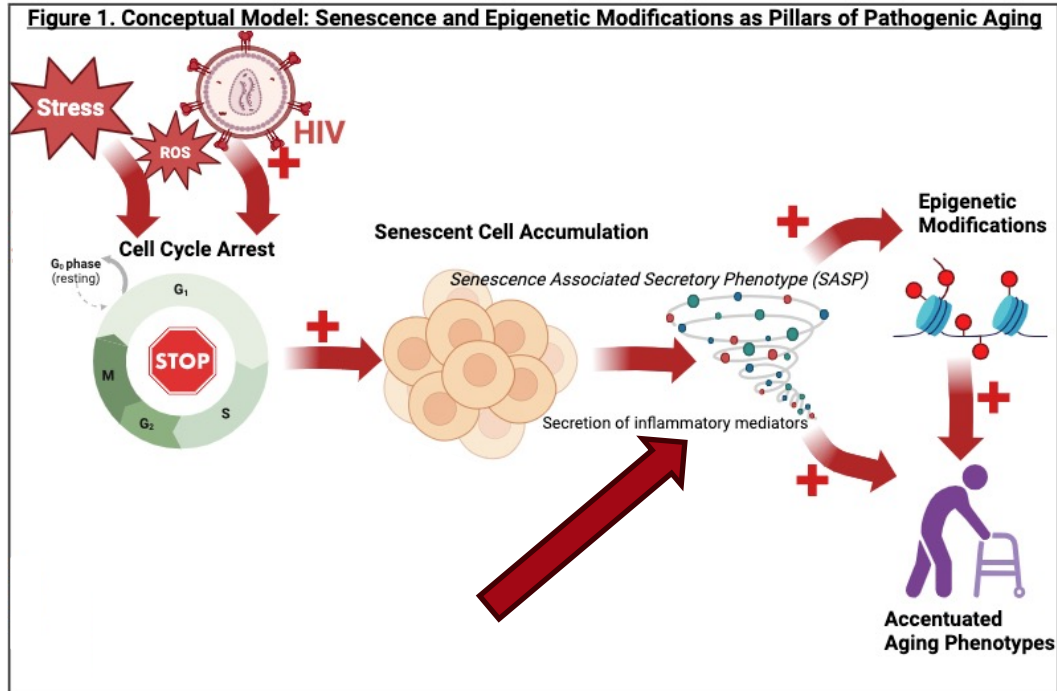 Figure 1. Conceptual Model: Senescence and Epigenetic Modifications as Pillars of Pathogenic Aging
Stress
ROS
HIV
Cell Cycle Arrest
G₀ phase
(resting)
G₁
S
G₂
M
STOP
Senescent Cell Accumulation
Senescence Associated Secretory Phenotype (SASP)
Secretion of inflammatory mediators
Epigenetic
Modifications
Accentuated
Aging Phenotypes